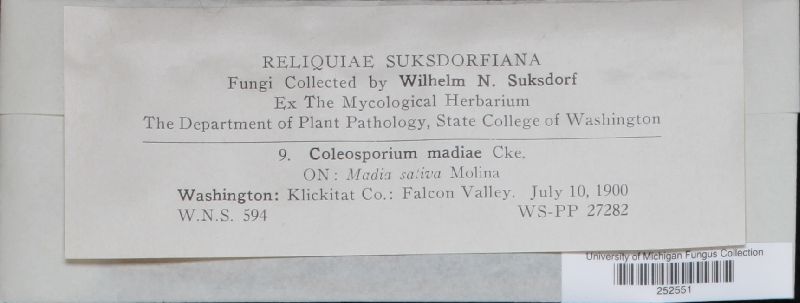 RELIQUIAE SUKSDORFIANA
Fungi Collected by Wilhelm N. Suksdorf
Ex The Mycological Herbarium
The Department of Plant Pathology, State College of Washington
9. Coleosporium madiae Cke.
ON: Madia sativa Molina
Washington: Klickitat Co.: Falcon Valley. July 10, 1900
W.N.S. 594 WS-PP 27282
University of Michigan Fungus Collection
252551